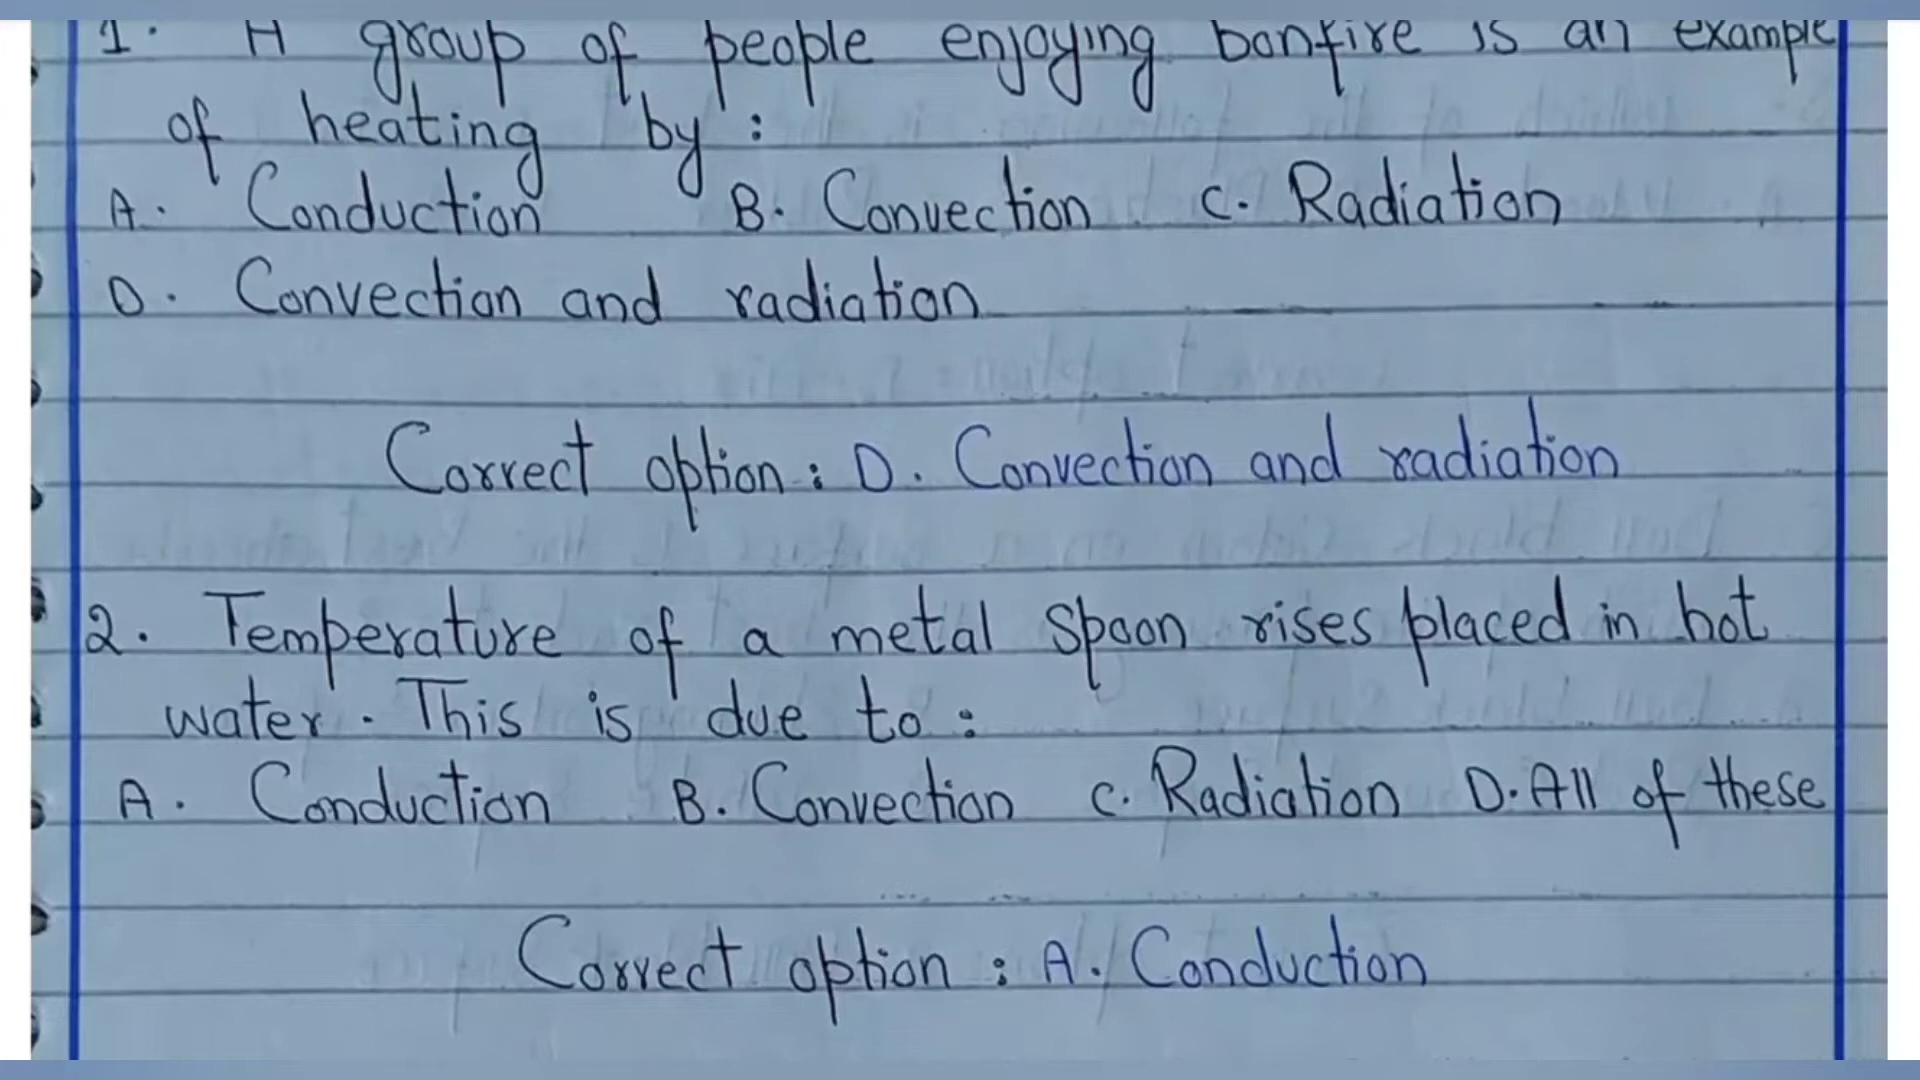 1. A group of people enjoying bonfire is an example
of heating by :
A. Conduction B. Convection C. Radiation
D. Convection and radiation
Correct option : D. Convection and radiation
2. Temperature of a metal spoon rises placed in hot
water. This is due to :
A. Conduction B. Convection C. Radiation D. All of these
Correct option : A. Conduction